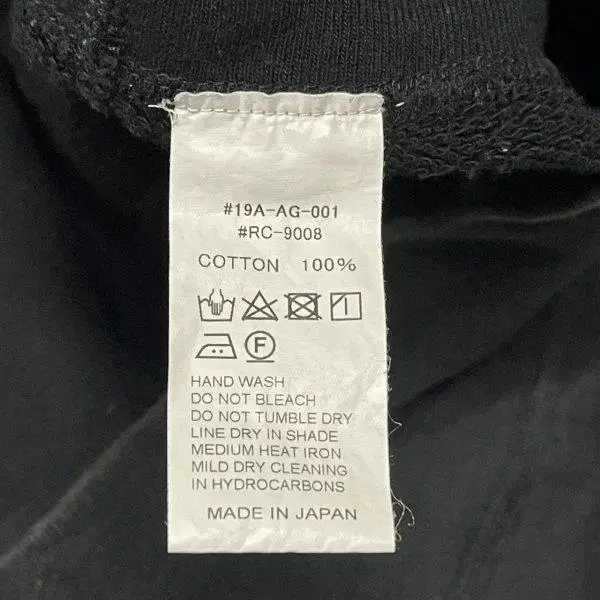 #19A-AG-001
#RC-9008
COTTON 100%
F
HAND WASH
DO NOT BLEACH
DO NOT TUMBLE DRY
LINE DRY IN SHADE
MEDIUM HEAT IRON
MILD DRY CLEANING
IN HYDROCARBONS
MADE IN JAPAN